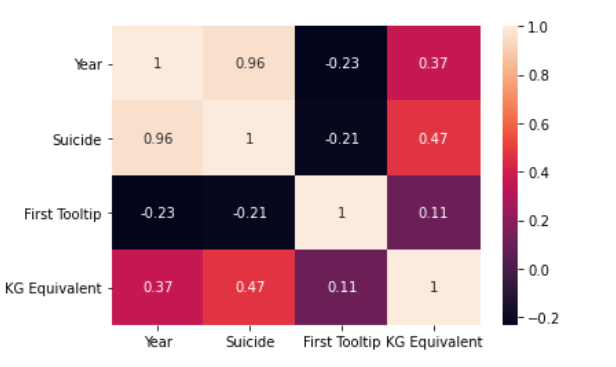 Year 1 0.96 -0.23 0.37
Suicide 0.96 1 -0.21 0.47
First Tooltip -0.23 -0.21 1 0.11
KG Equivalent 0.37 0.47 0.11 1
Year Suicide First Tooltip KG Equivalent
1.0
0.8
0.6
0.4
0.2
0.0
−0.2